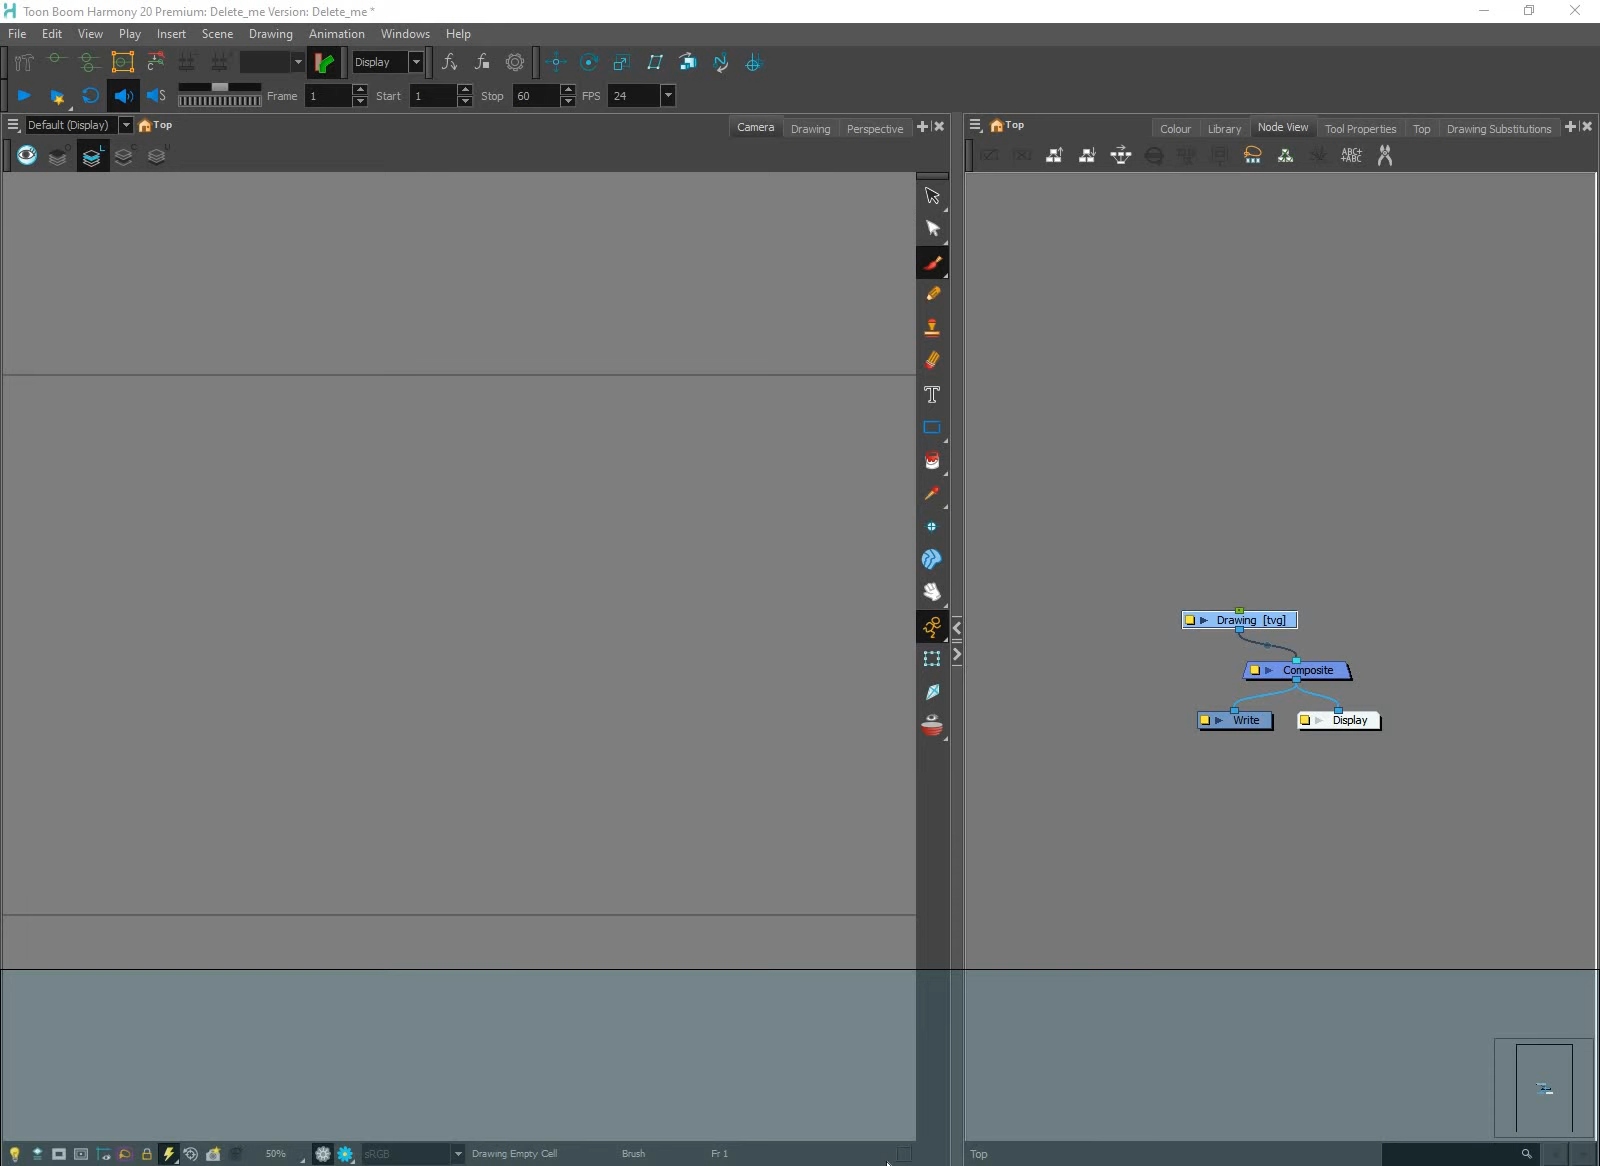 Toon Boom Harmony 20 Premium: Delete_me Version: Delete_me *
File Edit View Play Insert Scene Drawing Animation Windows Help
Display
Frame 1 Start 1 Stop 60 FPS 24
Default (Display) Top Camera Drawing Perspective
Top Colour Library Node View Tool Properties Top Drawing Substitutions
ABC+
+ABC
Drawing [tvg]
Composite
Write Display
50% sRGB Drawing Empty Cell Brush Fr 1
Top